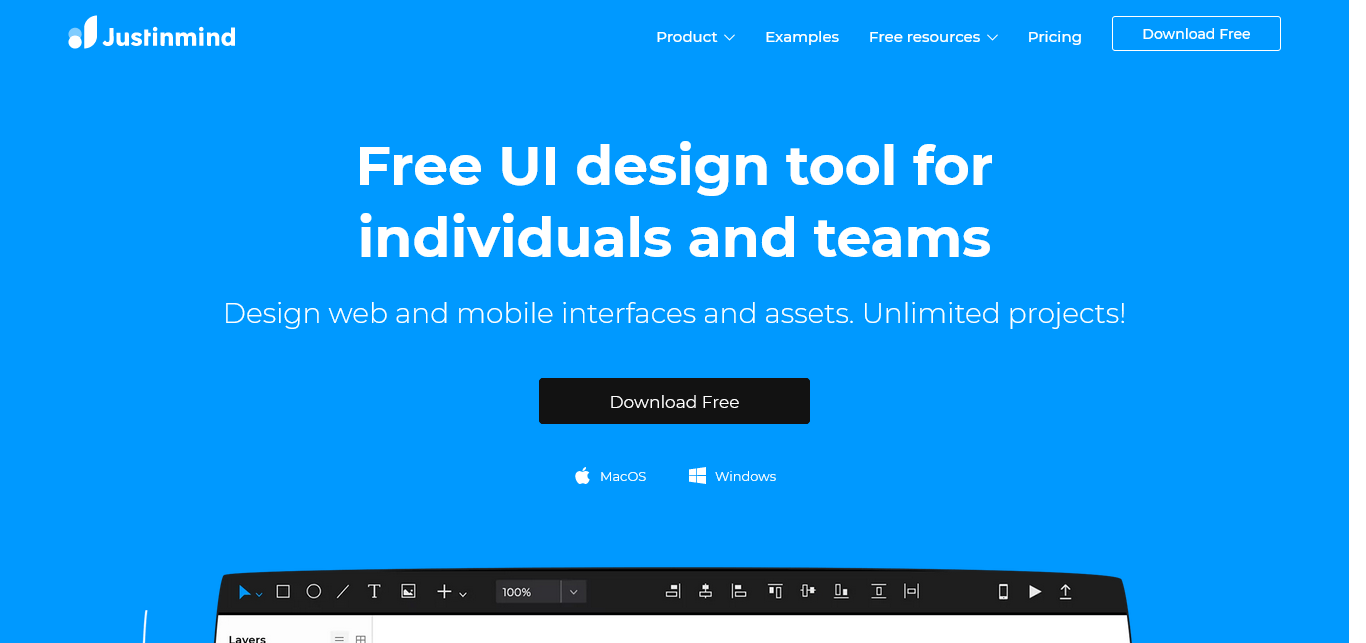 Justinmind
Product
Examples
Free resources
Pricing
Download Free
Free UI design tool for
individuals and teams
Design web and mobile interfaces and assets. Unlimited projects!
Download Free
MacOS
Windows
T
100%
Layers